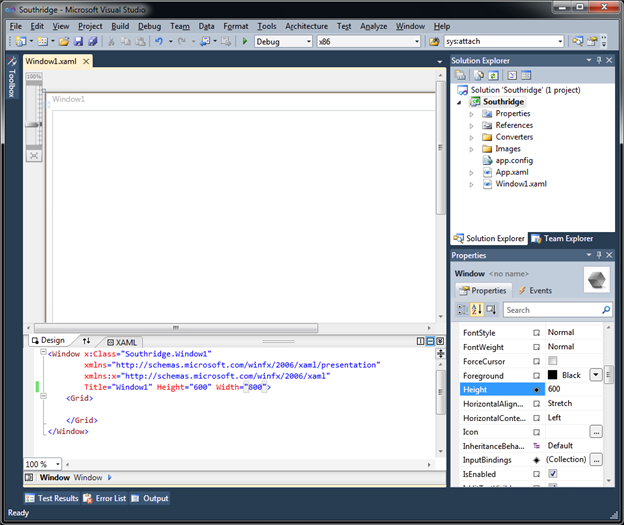 Southridge - Microsoft Visual Studio
File Edit View Project Build Debug Team Data Format Tools Architecture Test Analyze Window Help
Debug x86 sys:attach
Toolbox
Window1.xaml
100%
Window1
Design XAML
<Window x:Class="Southridge.Window1"
xmlns="http://schemas.microsoft.com/winfx/2006/xaml/presentation"
xmlns:x="http://schemas.microsoft.com/winfx/2006/xaml"
Title="Window1" Height="600" Width="800">
<Grid>
</Grid>
</Window>
100 %
Window Window
Solution Explorer
Solution 'Southridge' (1 project)
Southridge
Properties
References
Converters
Images
app.config
App.xaml
Window1.xaml
Solution Explorer Team Explorer
Properties
Window <no name>
Properties Events
Search
FontStyle Normal
FontWeight Normal
ForceCursor
Foreground Black
Height 600
HorizontalAlign... Stretch
HorizontalConte... Left
Icon ...
InheritanceBeha... Default
InputBindings (Collection) ...
IsEnabled
Test Results Error List Output
Ready